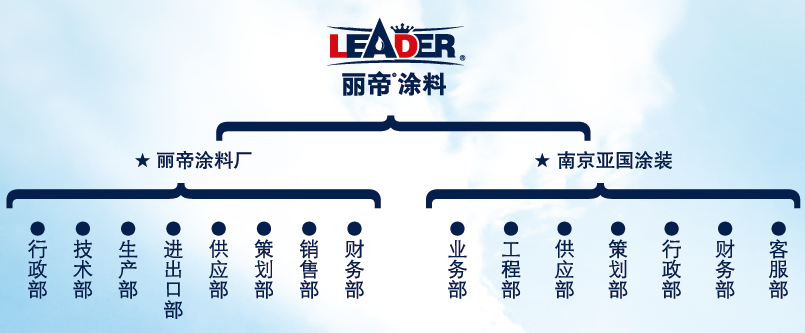 LEADER®
丽帝®涂料
★ 丽帝涂料厂
★ 南京亚国涂装
行政部
技术部
生产部
进出口部
供应部
策划部
销售部
财务部
业务部
工程部
供应部
策划部
行政部
财务部
客服部